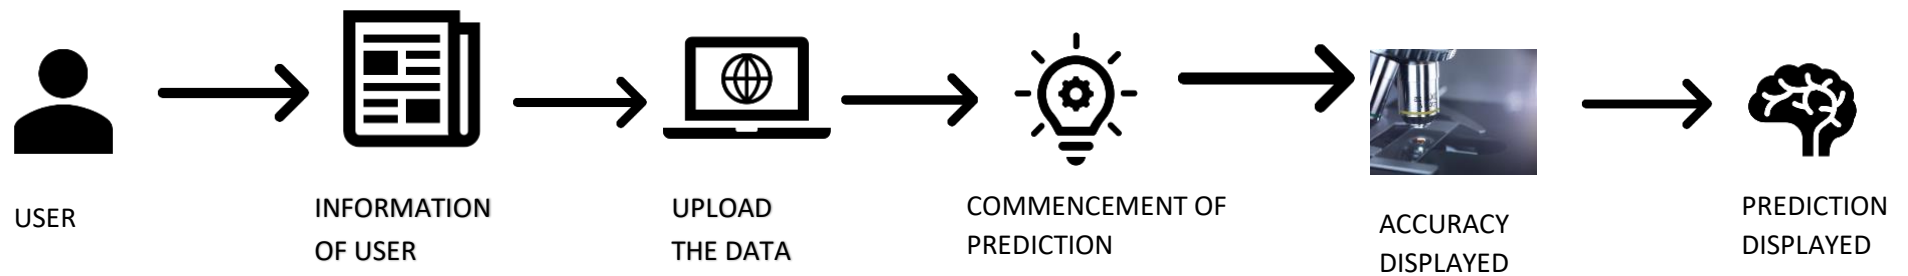 USER
INFORMATION
OF USER
UPLOAD
THE DATA
COMMENCEMENT OF
PREDICTION
ACCURACY
DISPLAYED
PREDICTION
DISPLAYED